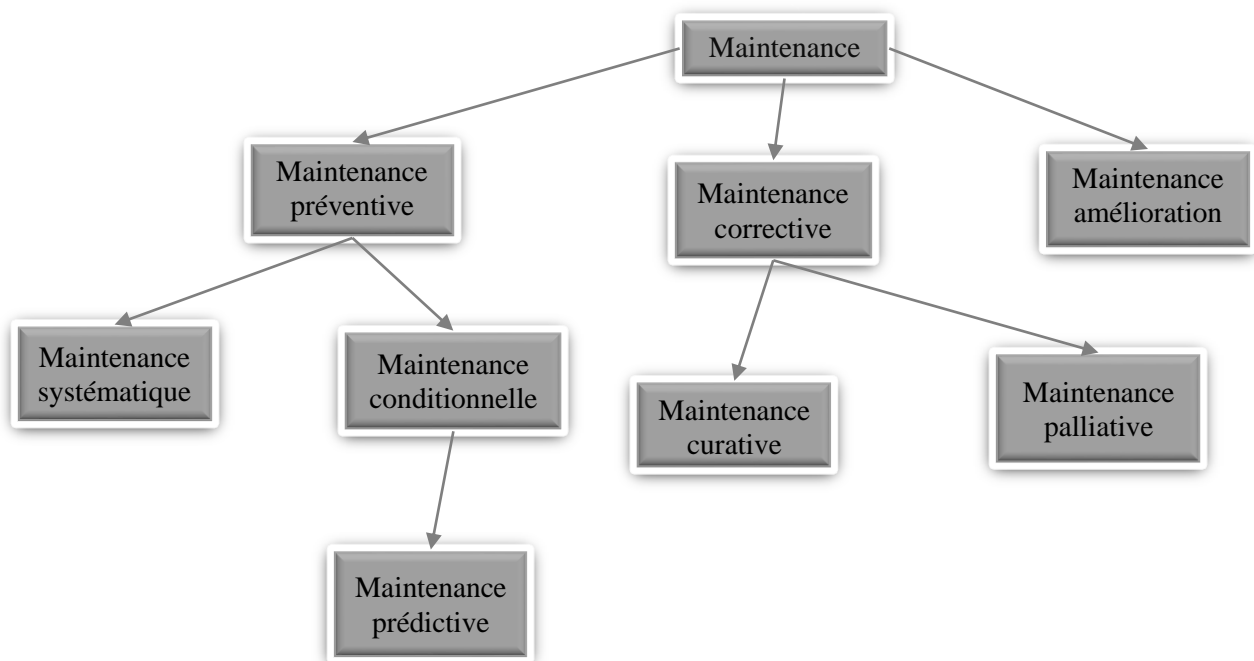 Maintenance
Maintenance
préventive
Maintenance
corrective
Maintenance
amélioration
Maintenance
systématique
Maintenance
conditionnelle
Maintenance
curative
Maintenance
palliative
Maintenance
prédictive